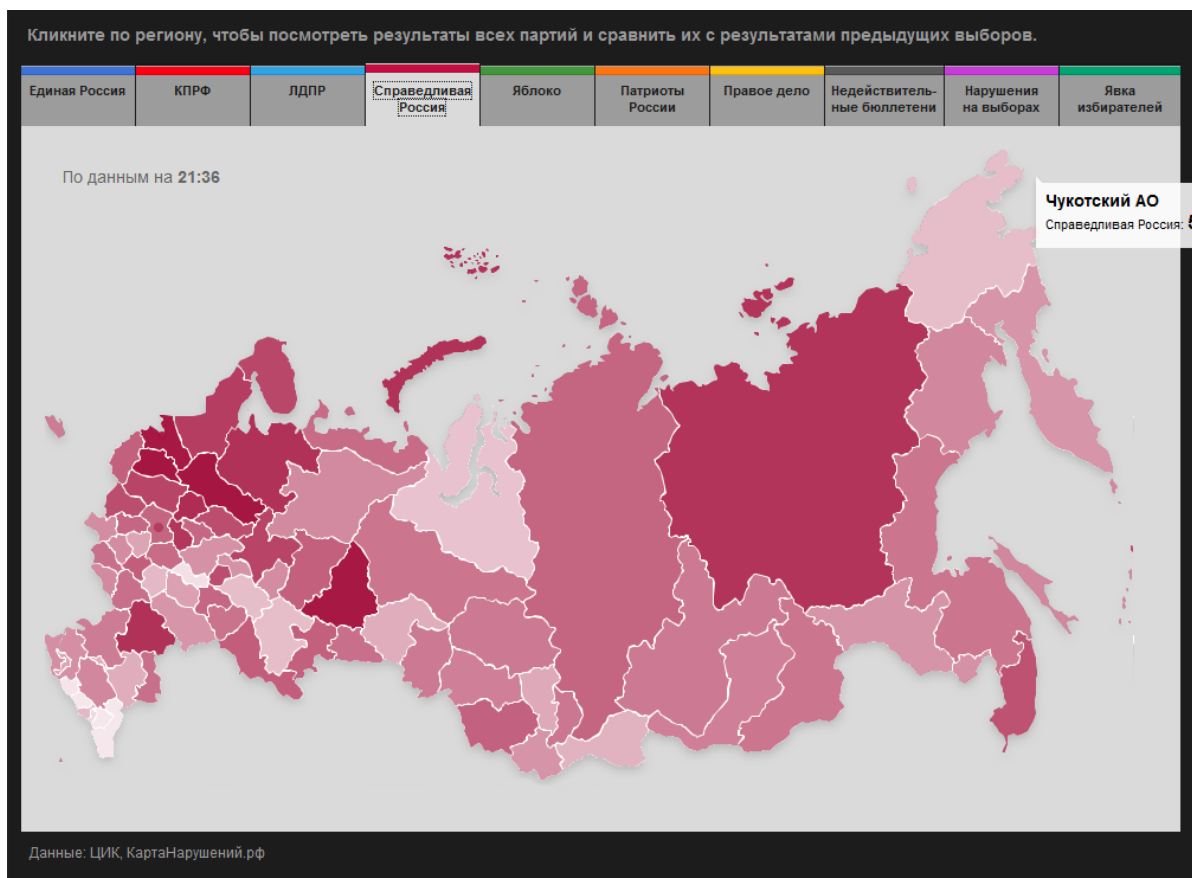 Кликните по региону, чтобы посмотреть результаты всех партий и сравнить их с результатами предыдущих выборов.
Единая Россия
КПРФ
ЛДПР
Справедливая
Россия
Яблоко
Патриоты
России
Правое дело
Недействитель-
ные бюллетени
Нарушения
на выборах
Явка
избирателей
По данным на 21:36
Чукотский АО
Справедливая Россия: 5
Данные: ЦИК, КартаНарушений.рф